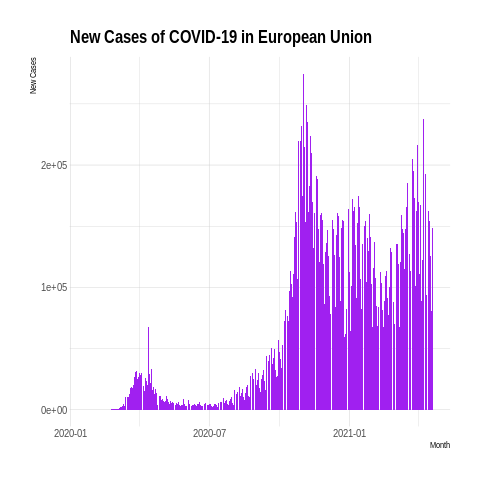 New Cases of COVID-19 in European Union
New Cases
2e+05
1e+05
0e+00
2020-01 2020-07 2021-01
Month